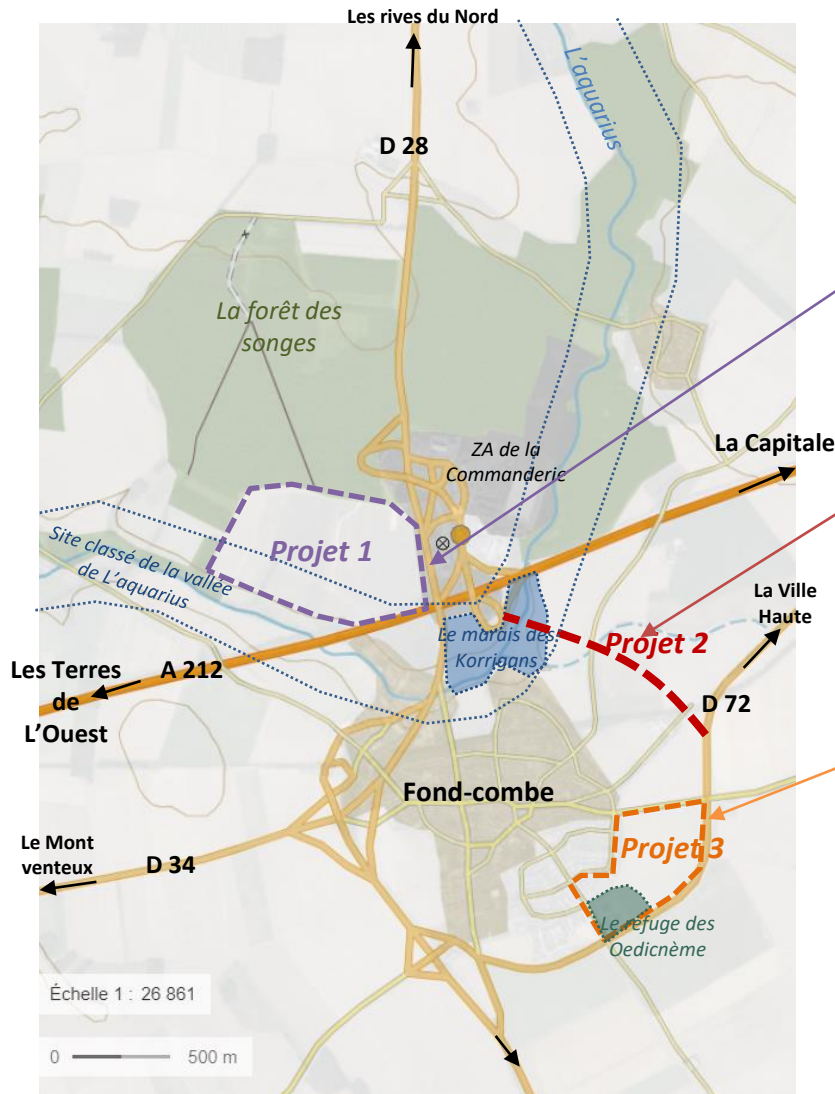 Les rives du Nord
L'aquarius
D 28
La forêt des
songes
ZA de la
Commanderie
La Capitale
Projet 1
Site classé de la vallée
de L'aquarius
La Ville
Haute
Projet 2
Le marais des
Korrigans
A 212
Les Terres
de
L'Ouest
D 72
Fond-combe
Le Mont
venteux
D 34
Projet 3
Le refuge des
Oedicnème
Échelle 1 : 26 861
0 500 m